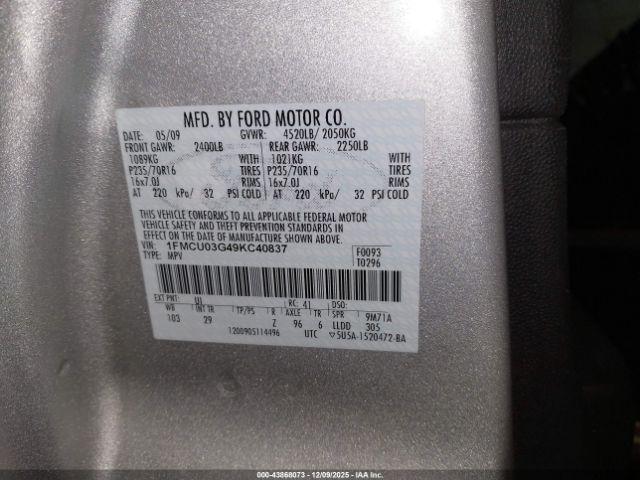 MFD. BY FORD MOTOR CO.
DATE: 05/09 GVWR: 4520LB/ 2050KG
FRONT GAWR: 2400LB REAR GAWR: 2250LB
1089KG WITH 1021KG WITH
P235/70R16 TIRES P235/70R16 TIRES
16x7.0J RIMS 16x7.0J RIMS
AT 220 kPa/ 32 PSI COLD AT 220 kPa/ 32 PSI COLD
THIS VEHICLE CONFORMS TO ALL APPLICABLE FEDERAL MOTOR
VEHICLE SAFETY AND THEFT PREVENTION STANDARDS IN
EFFECT ON THE DATE OF MANUFACTURE SHOWN ABOVE.
VIN: 1FMCU03G49KC40837 F0093
TYPE: MPV T0296
EXT PNT: UI RC: 41 DSO:
WB INT TR TP/PS R AXLE TR SPR 9M71A
103 29 Z 96 6 LLDD 305
1200905114496 UTC ▽5U5A-1520472-BA
000-43868073 | 12/09/2025 | IAA Inc.